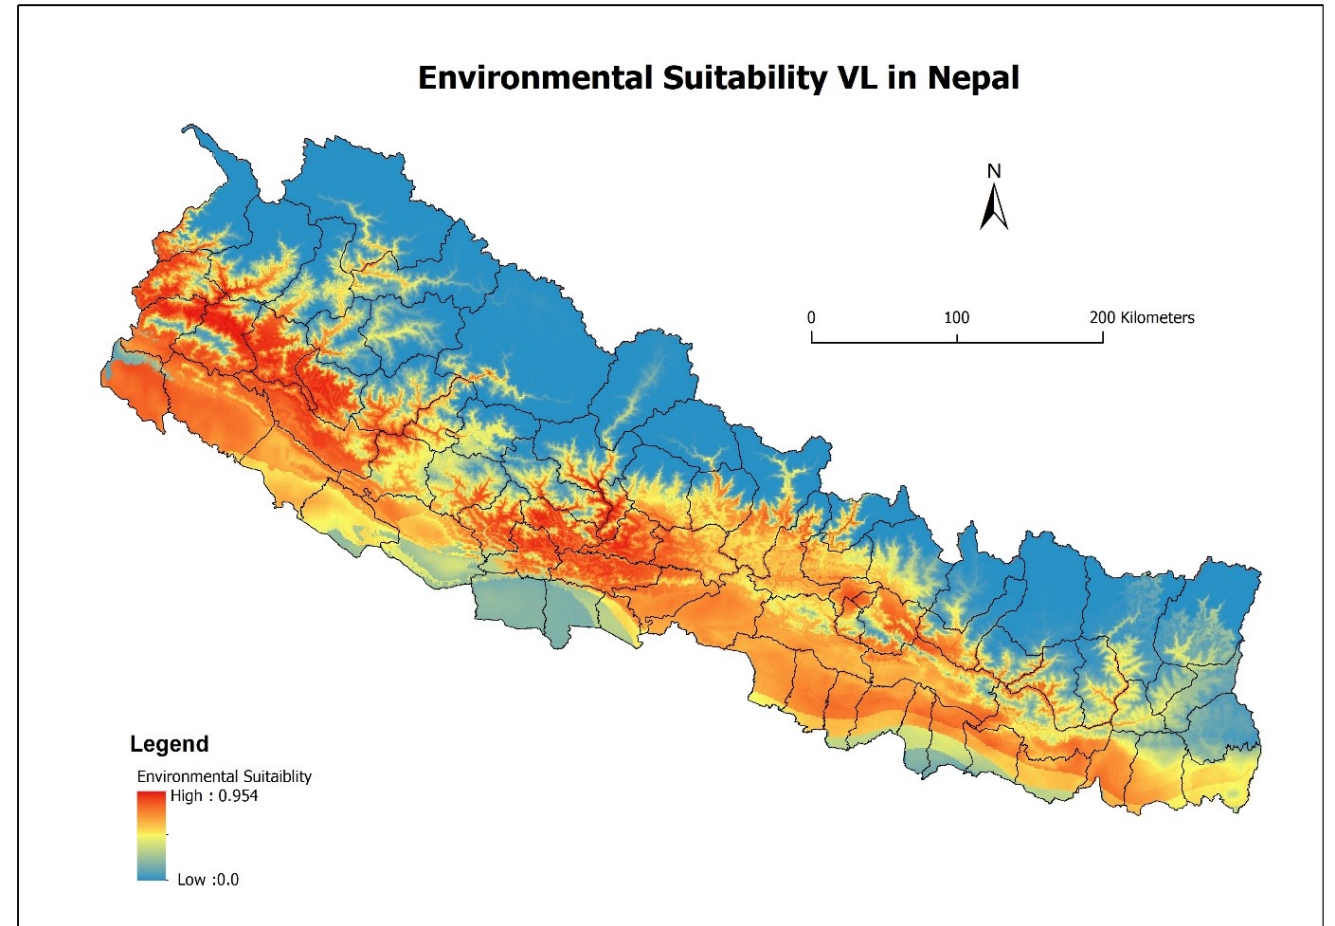 Environmental Suitability VL in Nepal
N
0 100 200 Kilometers
Legend
Environmental Suitaiblity
High : 0.954
Low :0.0